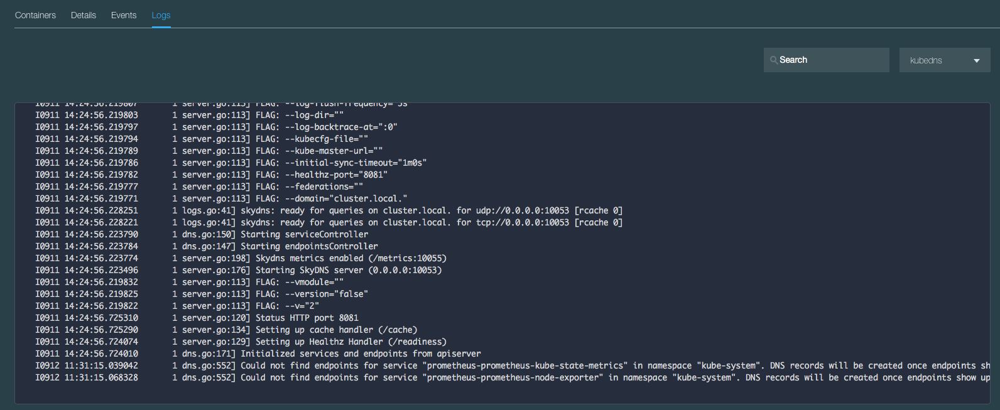 Containers Details Events Logs
Search kubedns
I0911 14:24:56.219807 1 server.go:113] FLAG: --log-flush-frequency="5s"
I0911 14:24:56.219803 1 server.go:113] FLAG: --log-dir=""
I0911 14:24:56.219797 1 server.go:113] FLAG: --log-backtrace-at=":0"
I0911 14:24:56.219794 1 server.go:113] FLAG: --kubecfg-file=""
I0911 14:24:56.219789 1 server.go:113] FLAG: --kube-master-url=""
I0911 14:24:56.219786 1 server.go:113] FLAG: --initial-sync-timeout="1m0s"
I0911 14:24:56.219782 1 server.go:113] FLAG: --healthz-port="8081"
I0911 14:24:56.219777 1 server.go:113] FLAG: --federations=""
I0911 14:24:56.219771 1 server.go:113] FLAG: --domain="cluster.local."
I0911 14:24:56.228251 1 logs.go:41] skydns: ready for queries on cluster.local. for udp://0.0.0.0:10053 [rcache 0]
I0911 14:24:56.228221 1 logs.go:41] skydns: ready for queries on cluster.local. for tcp://0.0.0.0:10053 [rcache 0]
I0911 14:24:56.223790 1 dns.go:150] Starting serviceController
I0911 14:24:56.223784 1 dns.go:147] Starting endpointsController
I0911 14:24:56.223774 1 server.go:198] Skydns metrics enabled (/metrics:10055)
I0911 14:24:56.223496 1 server.go:176] Starting SkyDNS server (0.0.0.0:10053)
I0911 14:24:56.219832 1 server.go:113] FLAG: --vmodule=""
I0911 14:24:56.219825 1 server.go:113] FLAG: --version="false"
I0911 14:24:56.219822 1 server.go:113] FLAG: --v="2"
I0911 14:24:56.725310 1 server.go:120] Status HTTP port 8081
I0911 14:24:56.725290 1 server.go:134] Setting up cache handler (/cache)
I0911 14:24:56.724074 1 server.go:129] Setting up Healthz Handler (/readiness)
I0911 14:24:56.724010 1 dns.go:171] Initialized services and endpoints from apiserver
I0912 11:31:15.039042 1 dns.go:552] Could not find endpoints for service "prometheus-prometheus-kube-state-metrics" in namespace "kube-system". DNS records will be created once endpoints sh
I0912 11:31:15.068328 1 dns.go:552] Could not find endpoints for service "prometheus-prometheus-node-exporter" in namespace "kube-system". DNS records will be created once endpoints show up